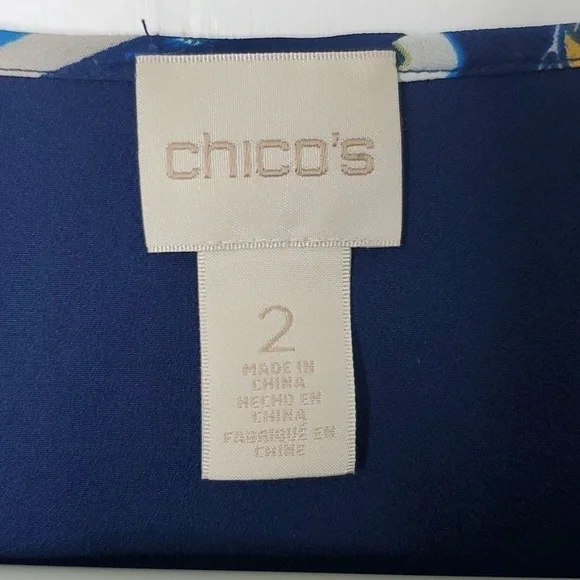 chico's
2
MADE IN
CHINA
HECHO EN
CHINA
FABRIQUÉ EN
CHINE